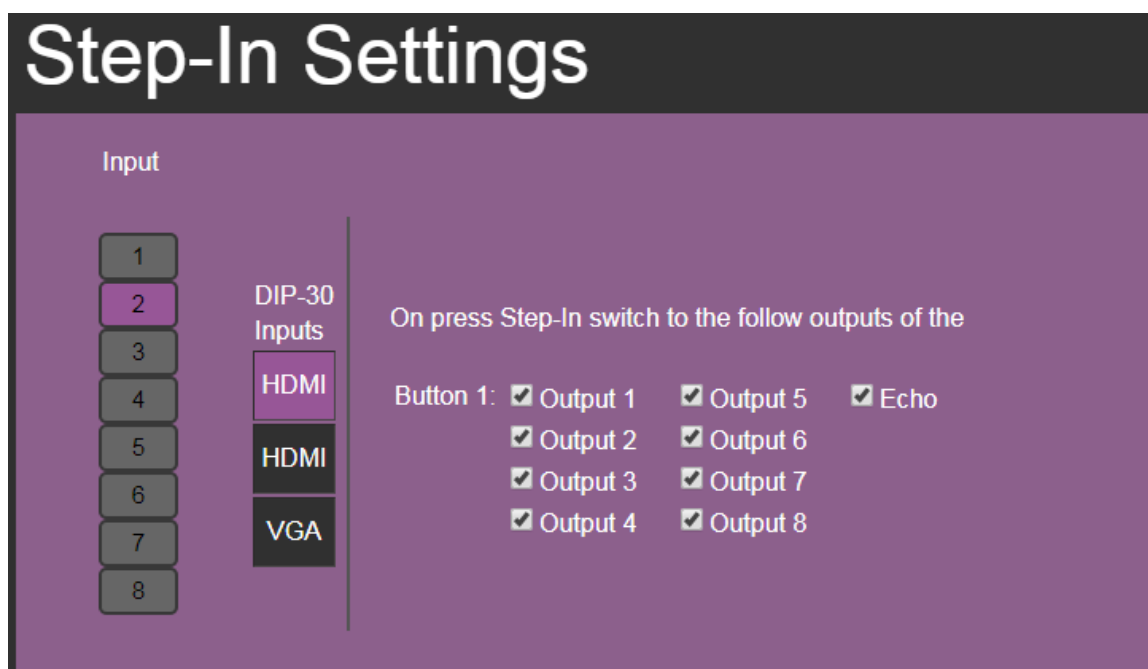 Step-In Settings
Input
1
2
3
4
5
6
7
8
DIP-30
Inputs
HDMI
HDMI
VGA
On press Step-In switch to the follow outputs of the
Button 1: Output 1 Output 5 Echo
Output 2 Output 6
Output 3 Output 7
Output 4 Output 8